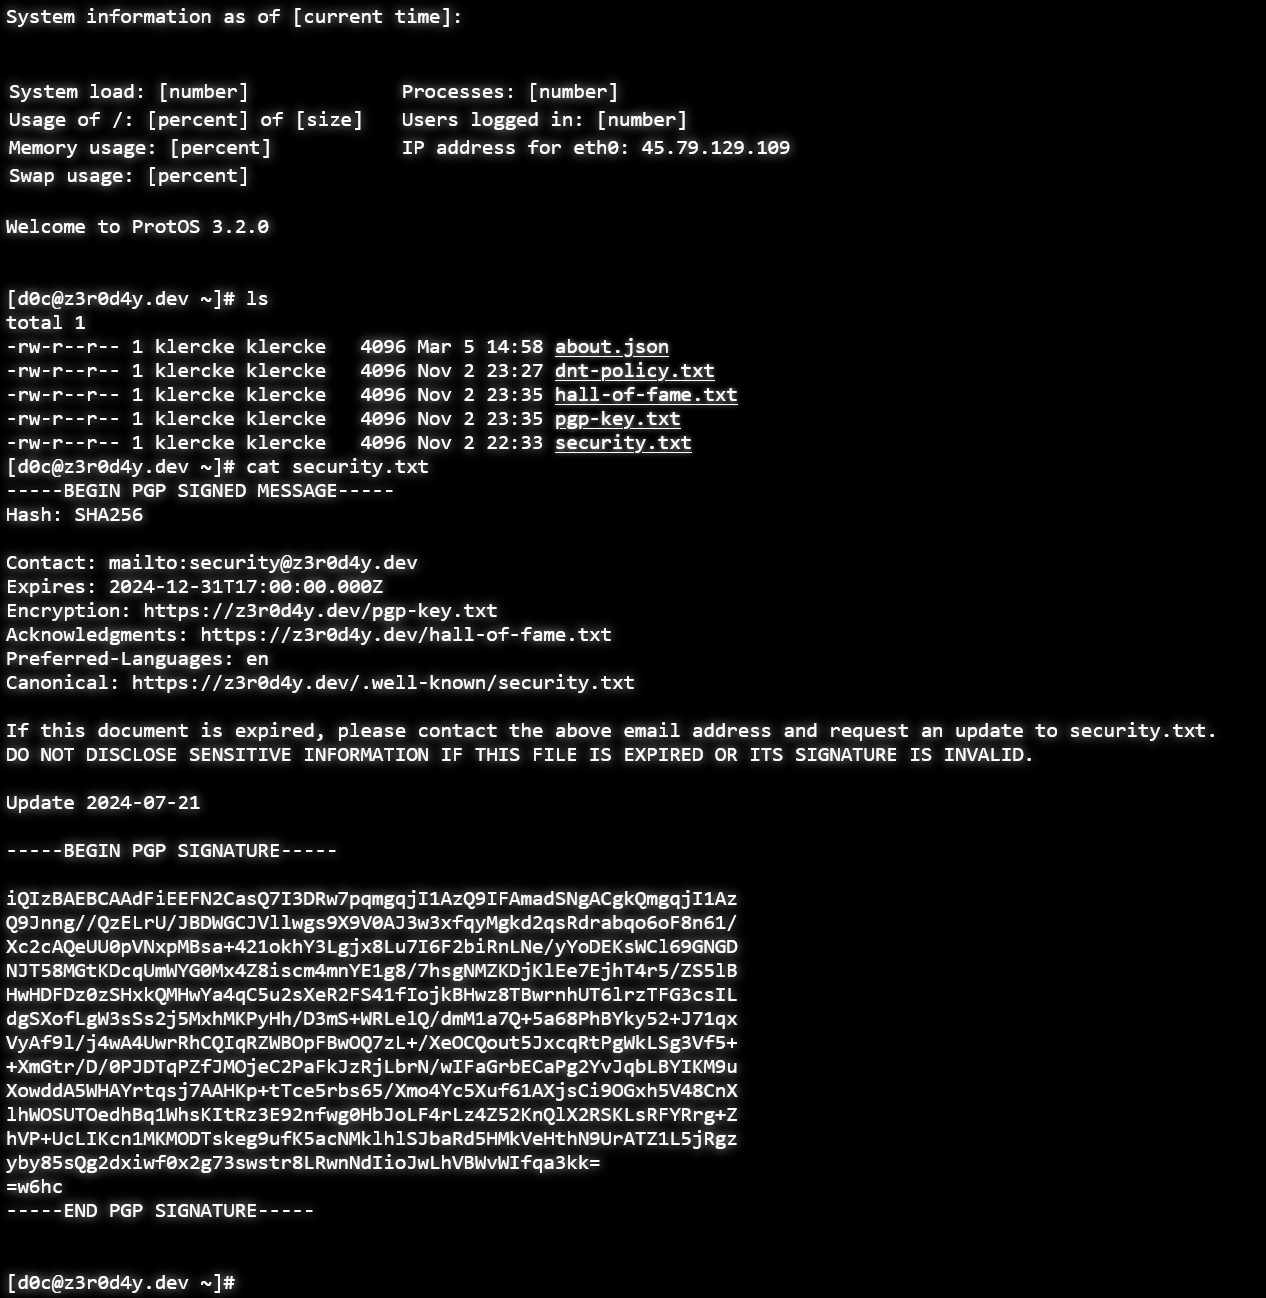 System information as of [current time]:
System load: [number] Processes: [number]
Usage of /: [percent] of [size] Users logged in: [number]
Memory usage: [percent] IP address for eth0: 45.79.129.109
Swap usage: [percent]
Welcome to ProtOS 3.2.0
[d0c@z3r0d4y.dev ~]# ls
total 1
-rw-r--r-- 1 klercke klercke 4096 Mar 5 14:58 about.json
-rw-r--r-- 1 klercke klercke 4096 Nov 2 23:27 dnt-policy.txt
-rw-r--r-- 1 klercke klercke 4096 Nov 2 23:35 hall-of-fame.txt
-rw-r--r-- 1 klercke klercke 4096 Nov 2 23:35 pgp-key.txt
-rw-r--r-- 1 klercke klercke 4096 Nov 2 22:33 security.txt
[d0c@z3r0d4y.dev ~]# cat security.txt
-----BEGIN PGP SIGNED MESSAGE-----
Hash: SHA256
Contact: mailto:security@z3r0d4y.dev
Expires: 2024-12-31T17:00:00.000Z
Encryption: https://z3r0d4y.dev/pgp-key.txt
Acknowledgments: https://z3r0d4y.dev/hall-of-fame.txt
Preferred-Languages: en
Canonical: https://z3r0d4y.dev/.well-known/security.txt
If this document is expired, please contact the above email address and request an update to security.txt.
DO NOT DISCLOSE SENSITIVE INFORMATION IF THIS FILE IS EXPIRED OR ITS SIGNATURE IS INVALID.
Update 2024-07-21
-----BEGIN PGP SIGNATURE-----
iQIzBAEBCAAdFiEEFN2CasQ7I3DRw7pqmgqjI1AzQ9IFAmadSNgACgkQmgqjI1Az
Q9Jnng//QzELrU/JBDWGCJVllwgs9X9V0AJ3w3xfqyMgkd2qsRdrabqo6oF8n61/
Xc2cAQeUU0pVNxpMBsa+421okhY3Lgjx8Lu7I6F2biRnLNe/yYoDEKsWCl69GNGD
NJT58MGtKDcqUmWYG0Mx4Z8iscm4mnYE1g8/7hsgNMZKDjKlEe7EjhT4r5/ZS5lB
HwHDFDz0zSHxkQMHwYa4qC5u2sXeR2FS41fIojkBHwz8TBwrnhUT6lrzTFG3csIL
dgSXofLgW3sSs2j5MxhMKPyHh/D3mS+WRLelQ/dmM1a7Q+5a68PhBYky52+J71qx
VyAf9l/j4wA4UwrRhCQIqRZWBOpFBwOQ7zL+/XeOCQout5JxcqRtPgWkLSg3Vf5+
+XmGtr/D/0PJDTqPZfJMOjeC2PaFkJzRjLbrN/wIFaGrbECaPg2YvJqbLBYIKM9u
XowddA5WHAYrtqsj7AAHKp+tTce5rbs65/Xmo4Yc5Xuf61AXjsCi9OGxh5V48CnX
lhWOSUTOedhBq1WhsKItRz3E92nfwg0HbJoLF4rLz4Z52KnQlX2RSKLsRFYRrg+Z
hVP+UcLIKcn1MKMODTskeg9ufK5acNMklhlSJbaRd5HMkVeHthN9UrATZ1L5jRgz
yby85sQg2dxiwf0x2g73swstr8LRwnNdIioJwLhVBWvWIfqa3kk=
=w6hc
-----END PGP SIGNATURE-----
[d0c@z3r0d4y.dev ~]#